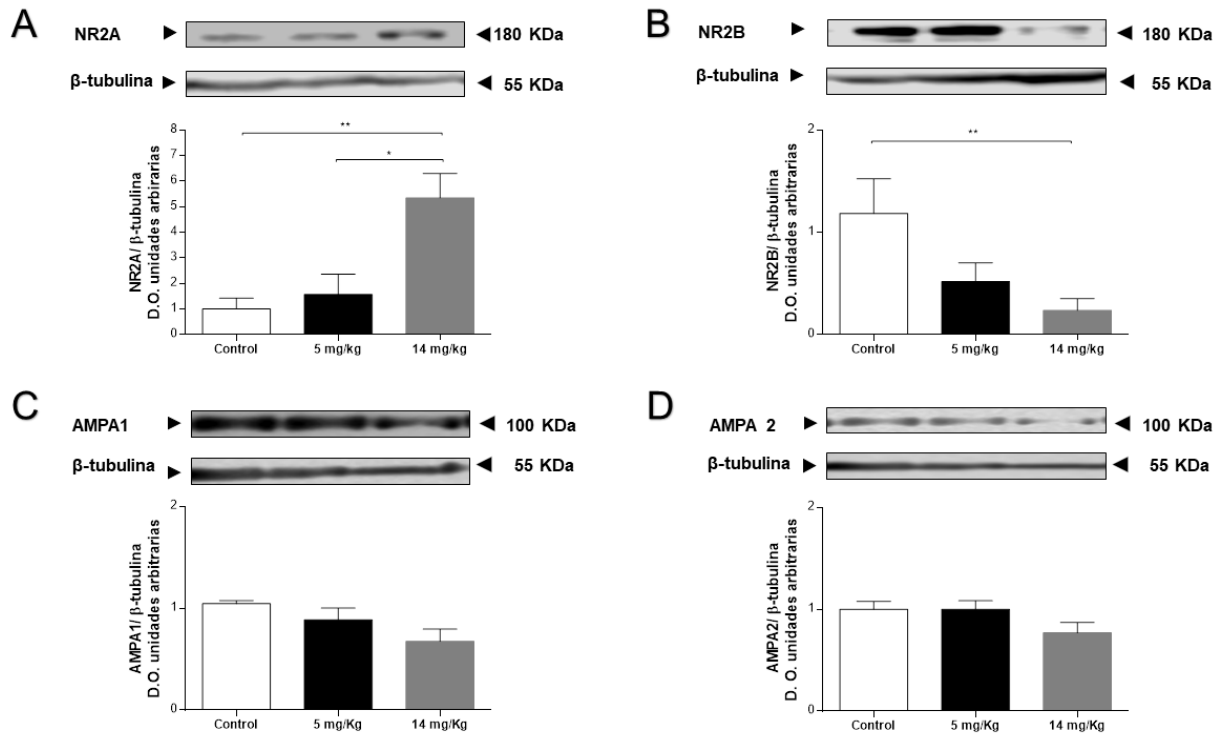 A
NR2A
180 KDa
β-tubulina
55 KDa
8
7
6
5
4
3
2
1
0
**
*
NR2A/ β-tubulina
D.O. unidades arbirarias
Control
5 mg/kg
14 mg/kg
B
NR2B
180 KDa
β-tubulina
55 KDa
2
1
0
**
NR2B/ β-tubulina
D.O. unidades arbitrarias
Control
5 mg/kg
14 mg/kg
C
AMPA1
100 KDa
β-tubulina
55 KDa
2
1
0
AMPA1/ β-tubulina
D.O. unidades arbitrarias
Control
5 mg/Kg
14 mg/Kg
D
AMPA 2
100 KDa
β-tubulina
55 KDa
2
1
0
AMPA2/ β-tubulina
D. O. unidades arbitrarias
Control
5 mg/Kg
14 mg/Kg